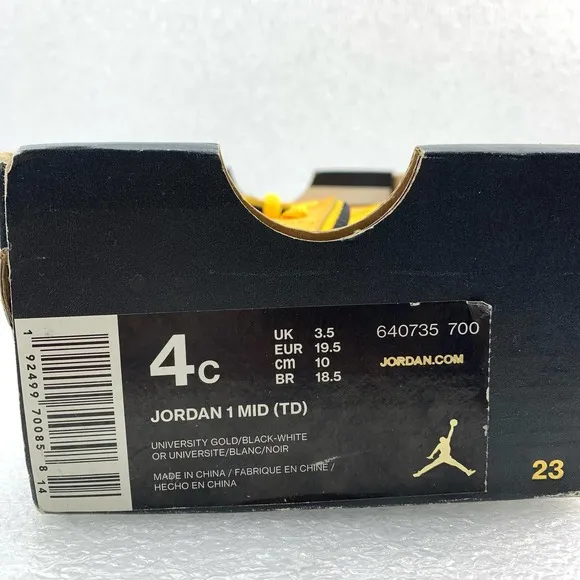 4C
UK 3.5
EUR 19.5
cm 10
BR 18.5
640735 700
JORDAN.COM
JORDAN 1 MID (TD)
UNIVERSITY GOLD/BLACK-WHITE
OR UNIVERSITE/BLANC/NOIR
MADE IN CHINA / FABRIQUE EN CHINE /
HECHO EN CHINA
1 92499 70085 8 14
23